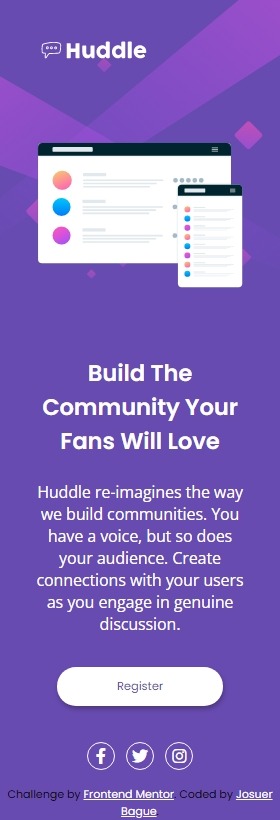 Huddle
Build The
Community Your
Fans Will Love
Huddle re-imagines the way
we build communities. You
have a voice, but so does
your audience. Create
connections with your users
as you engage in genuine
discussion.
Register
Challenge by Frontend Mentor. Coded by Josuer
Bague.